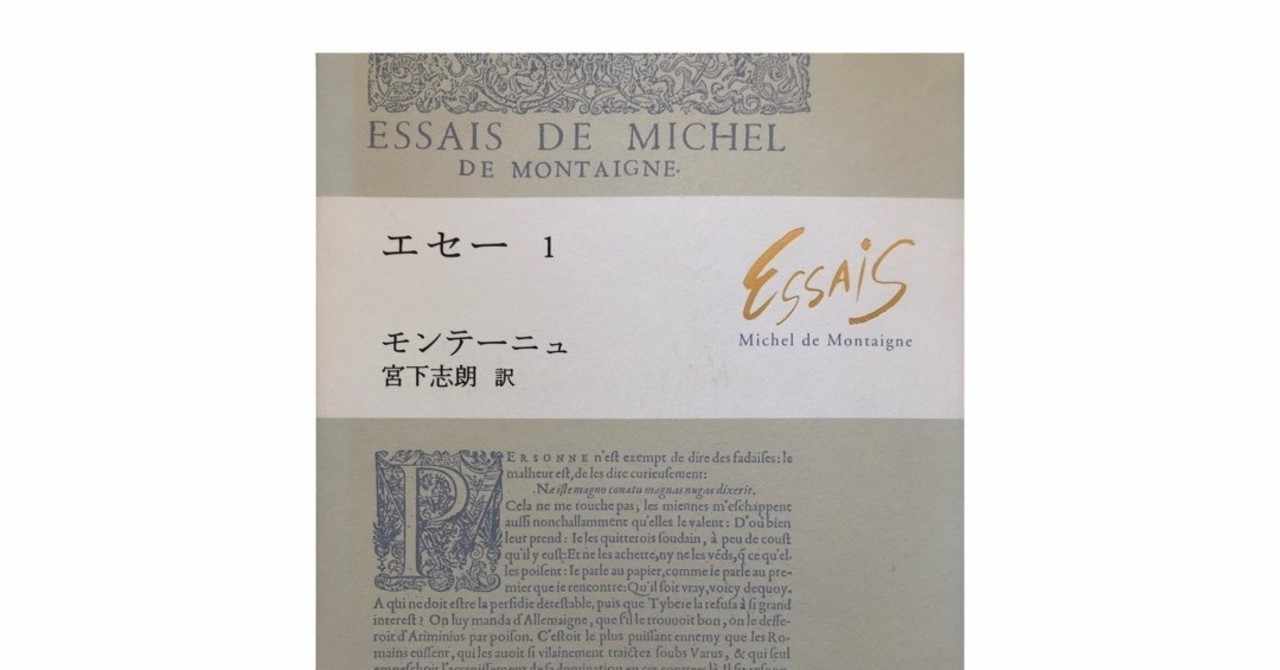 ESSAIS DE MICHEL
DE MONTAIGNE.
エセー 1
ESSAiS
Michel de Montaigne
モンテーニュ
宮下志朗 訳
PERSONNE n'eſt exempt de dire des fadaiſes : le
malheur eſt, de les dire curieuſement :
Næ iſte magno conatu magnas nugas dixerit.
Cela ne me touche pas, les miennes m'eſchappent
auſſi nonchallamment qu'elles le valent : D'où bien
leur prend : Ie les quitterois ſoudain, à peu de couſt
qu'il y euſt: Et ne les achette, ny ne les vēds, q̃ ce qu'el-
les poiſent : Ie parle au papier, comme ie parle au pre-
mier que ie rencontre: Qu'il ſoit vray, voicy dequoy.
A qui ne doit eſtre la perfidie deteſtable, puis que Tybere la refuſa à ſi grand
intereſt ? On luy manda d'Allemaigne, que s'il le trouuoit bon, on le defſe-
roit d'Ariminius par poiſon. C'eſtoit le plus puiſſant ennemy que les Ro-
mains euſſent, qui les auoit ſi vilainement traictez ſoubs Varus, & qui ſeul